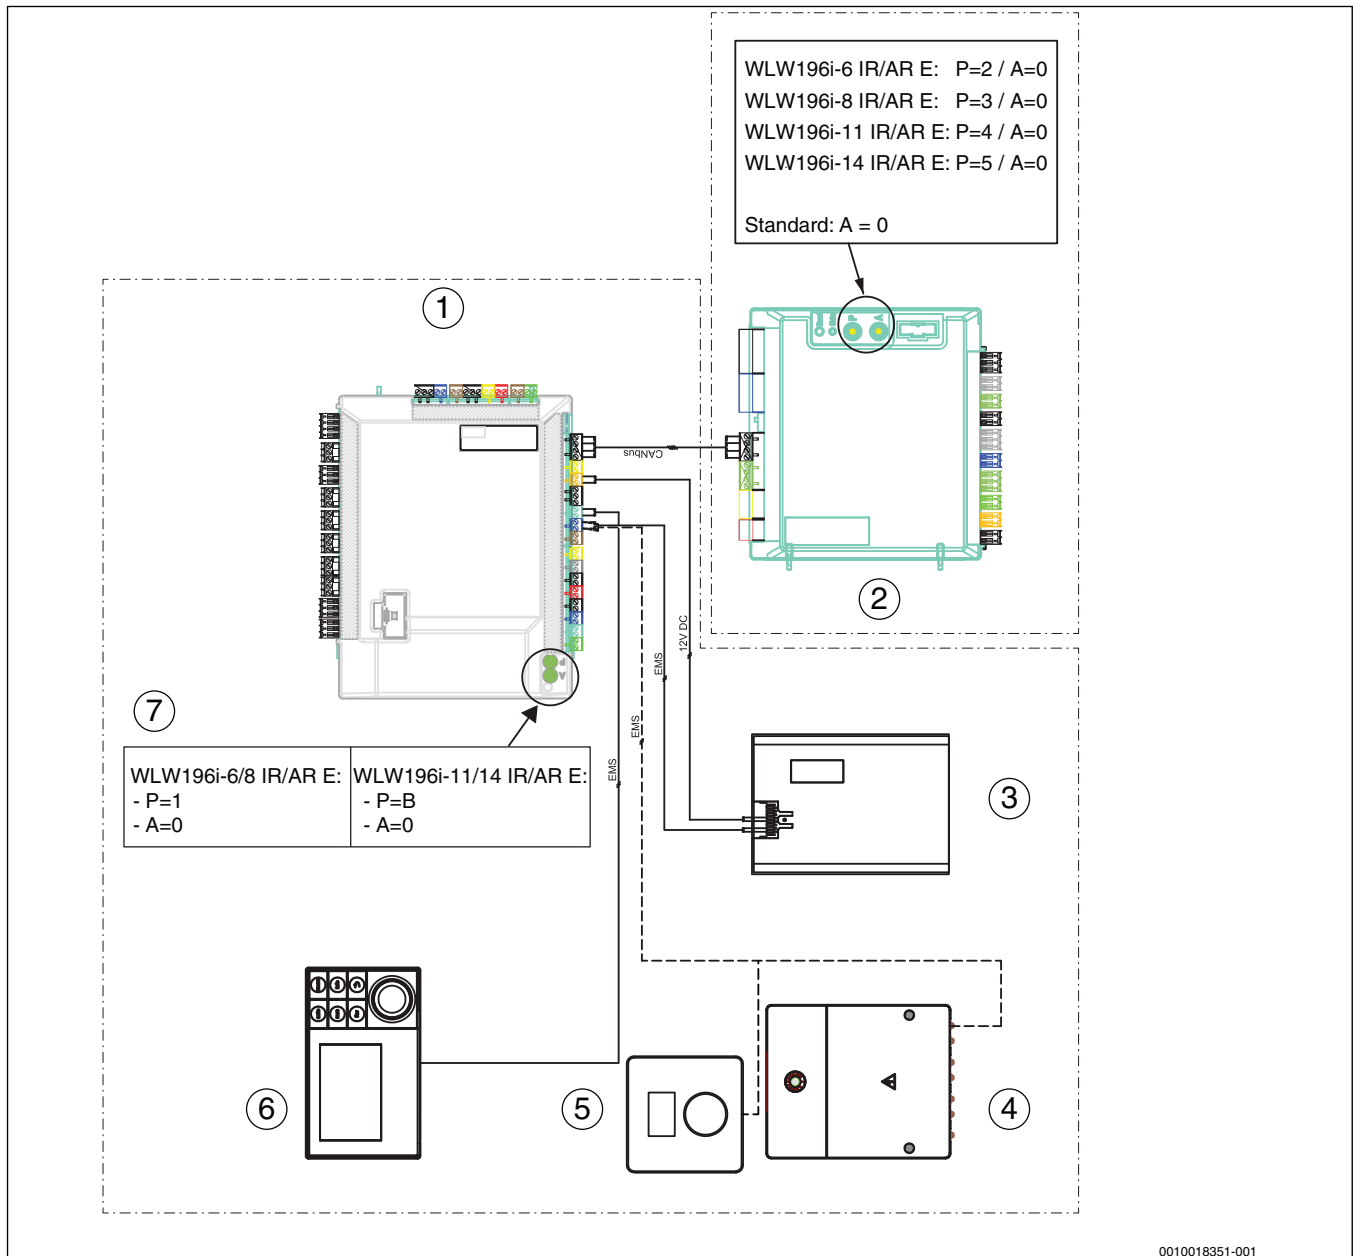 WLW196i-6 IR/AR E: P=2 / A=0
WLW196i-8 IR/AR E: P=3 / A=0
WLW196i-11 IR/AR E: P=4 / A=0
WLW196i-14 IR/AR E: P=5 / A=0
Standard: A = 0
1
P A
CANbus
2
12V DC
EMS
EMS
EMS
P
A
7
WLW196i-6/8 IR/AR E:
- P=1
- A=0
WLW196i-11/14 IR/AR E:
- P=B
- A=0
3
6
5
4
0010018351-001